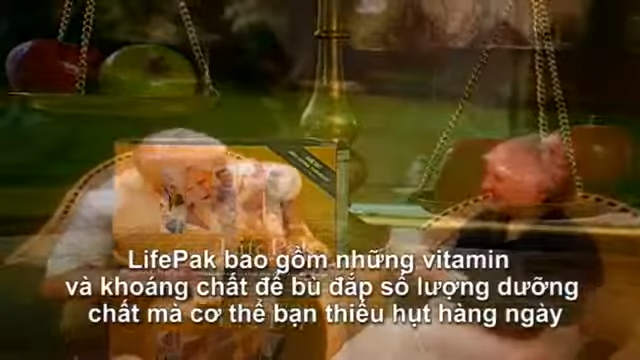 LifePak bao gồm những vitamin
và khoáng chất để bù đắp số lượng dưỡng
chất mà cơ thể bạn thiếu hụt hàng ngày